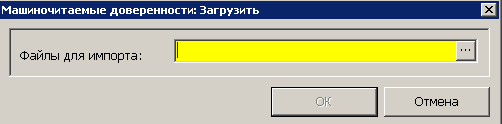 Машиночитаемые доверенности: Загрузить
Файлы для импорта:
...
ОК
Отмена